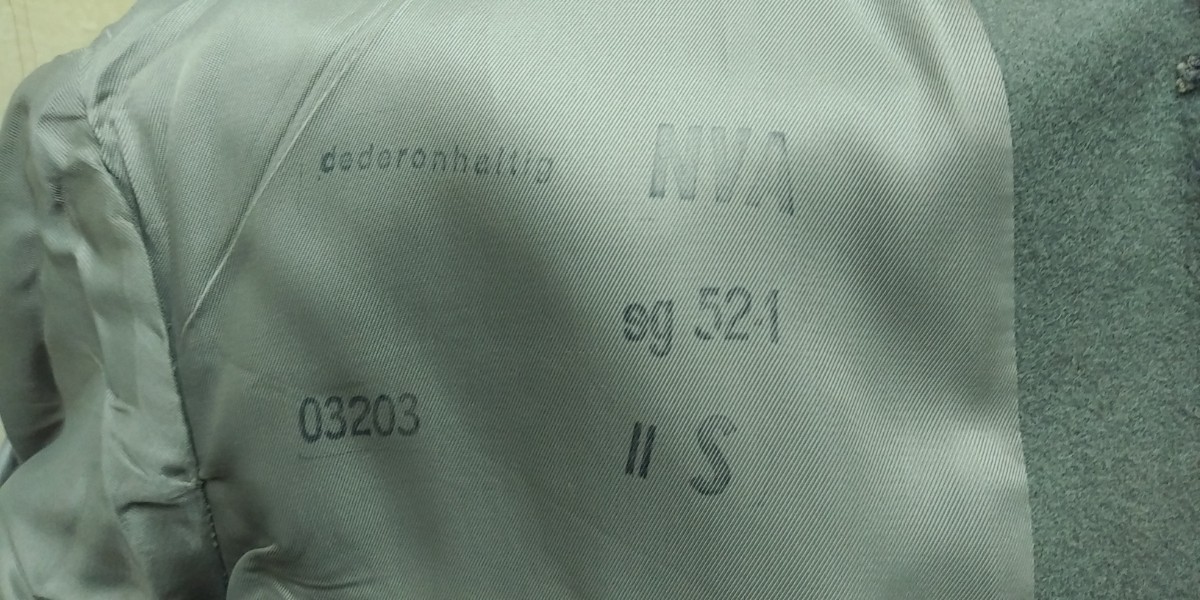 dederonhaltig
NVA
sg 52-1
03203
II S